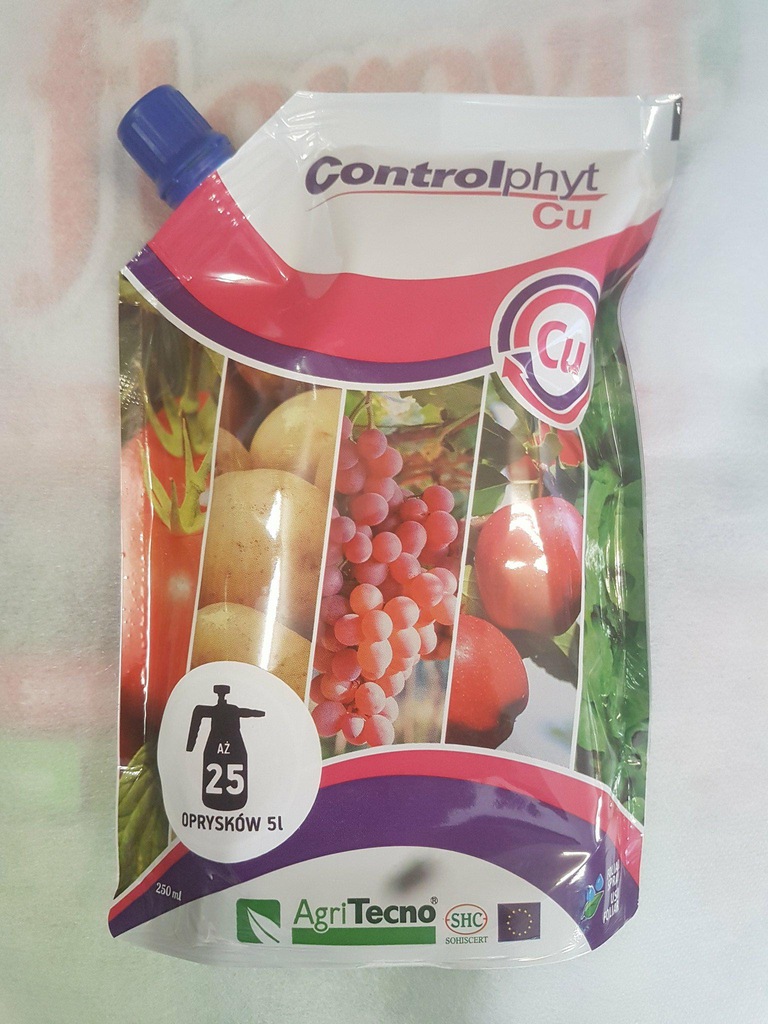 Controlphyt
Cu
Cu
AŻ
25
OPRYSKÓW 5l
250 ml
AgriTecno®
SHC
SOHISCERT